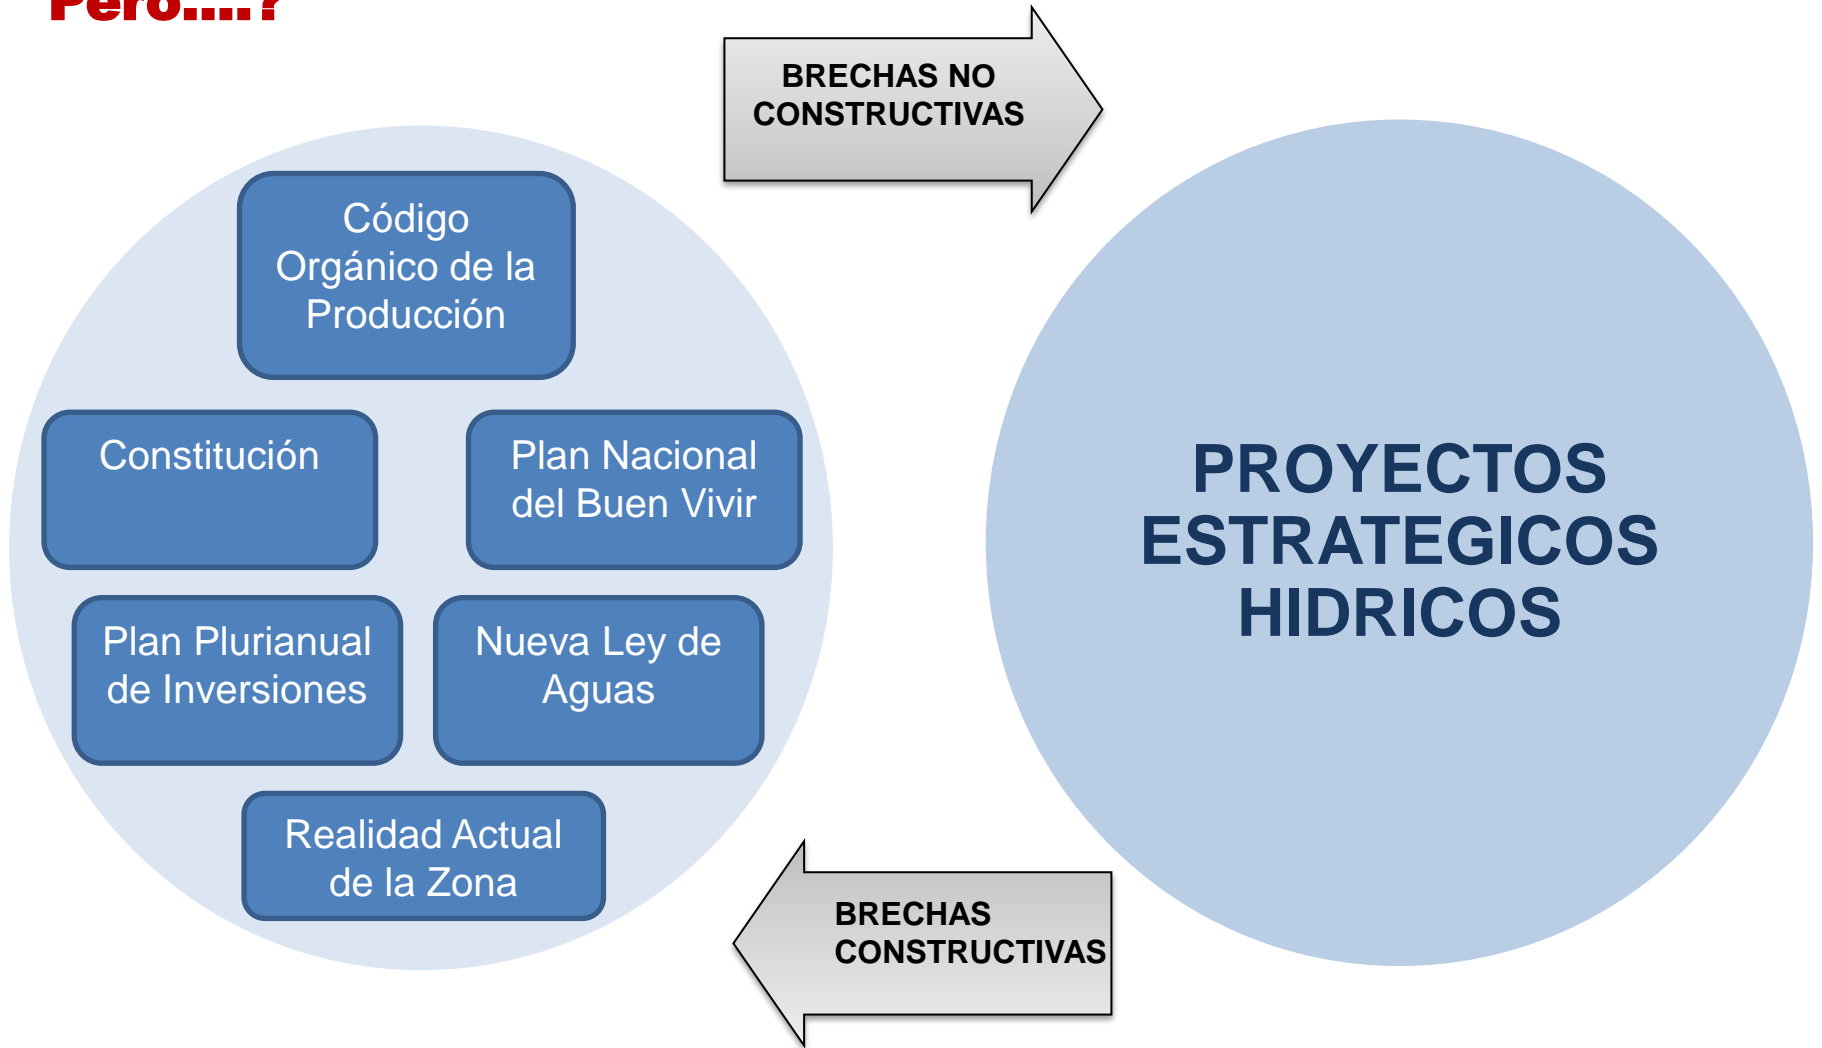 Pero....?
BRECHAS NO
CONSTRUCTIVAS
Código
Orgánico de la
Producción
Constitución
Plan Nacional
del Buen Vivir
Plan Plurianual
de Inversiones
Nueva Ley de
Aguas
Realidad Actual
de la Zona
PROYECTOS
ESTRATEGICOS
HIDRICOS
BRECHAS
CONSTRUCTIVAS